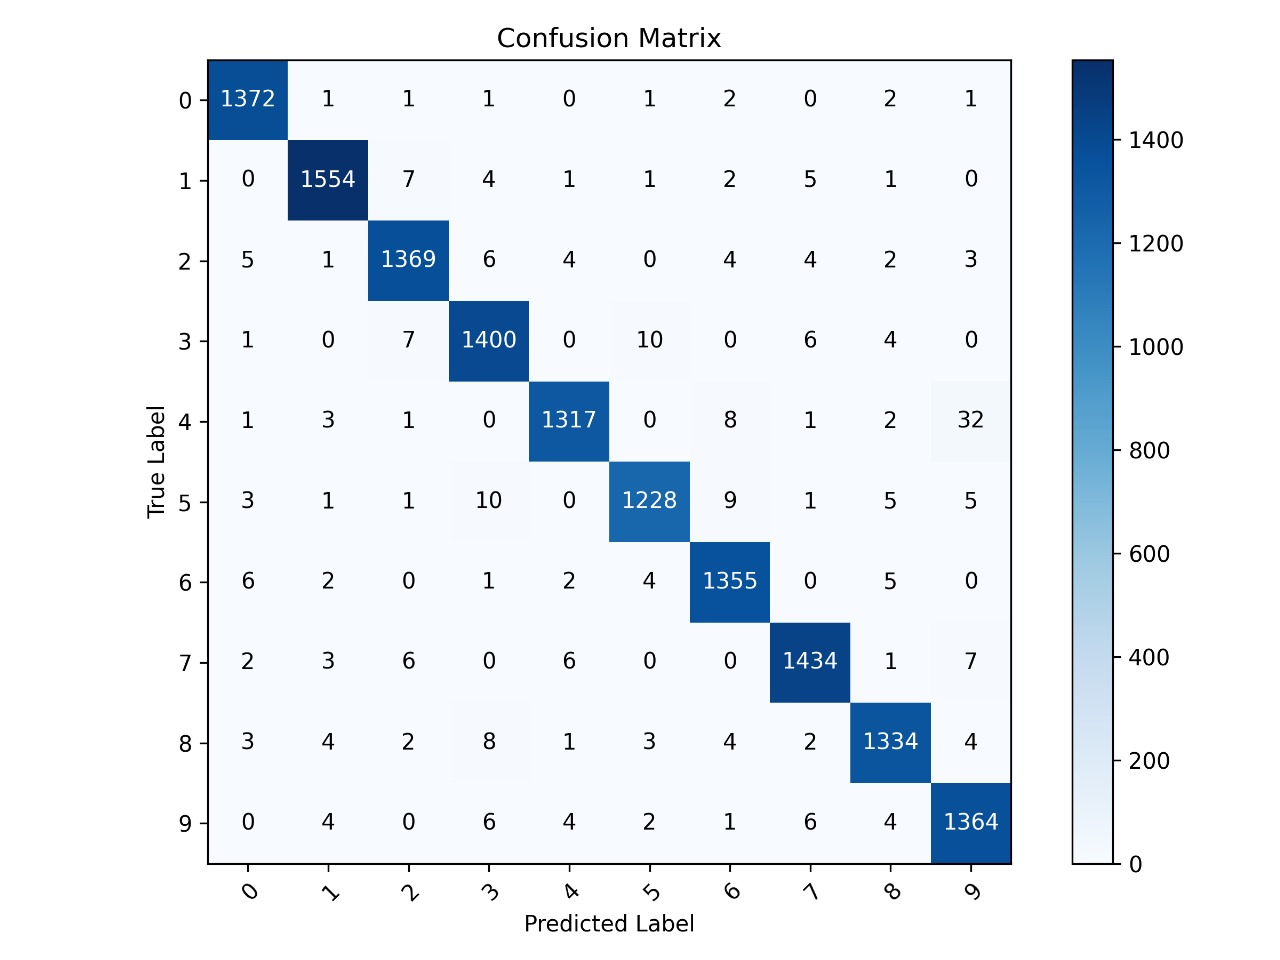 Confusion Matrix
0 1372 1 1 1 0 1 2 0 2 1
1 0 1554 7 4 1 1 2 5 1 0
2 5 1 1369 6 4 0 4 4 2 3
3 1 0 7 1400 0 10 0 6 4 0
4 1 3 1 0 1317 0 8 1 2 32
5 3 1 1 10 0 1228 9 1 5 5
6 6 2 0 1 2 4 1355 0 5 0
7 2 3 6 0 6 0 0 1434 1 7
8 3 4 2 8 1 3 4 2 1334 4
9 0 4 0 6 4 2 1 6 4 1364
0 1 2 3 4 5 6 7 8 9
Predicted Label
True Label
1400
1200
1000
800
600
400
200
0